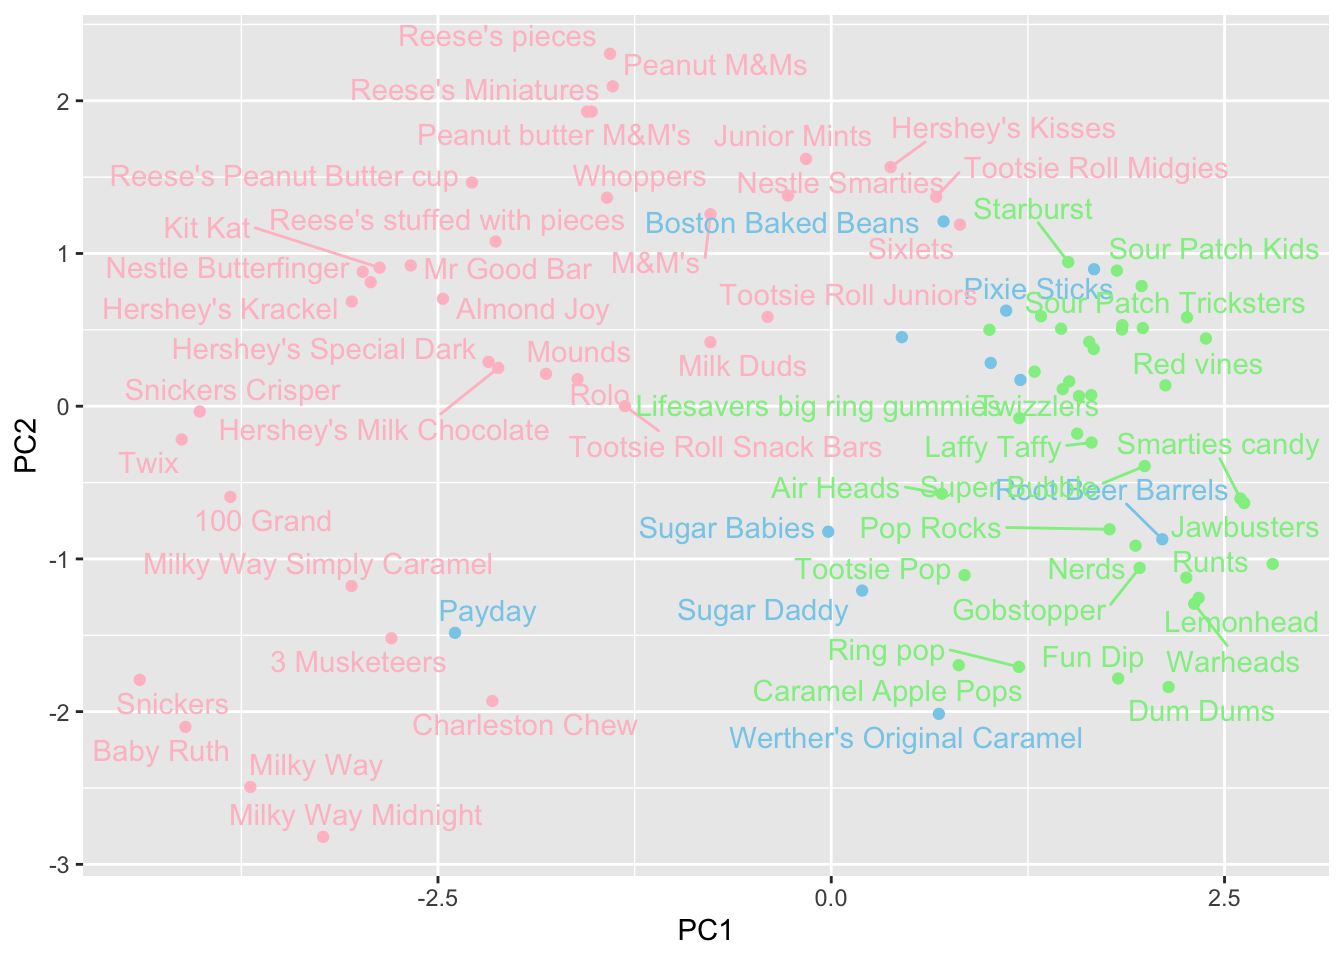 Reese's pieces
Peanut M&Ms
Reese's Miniatures
Peanut butter M&M's
Junior Mints
Hershey's Kisses
Reese's Peanut Butter cup
Whoppers
Nestle Smarties
Tootsie Roll Midgies
Kit Kat
Reese's stuffed with pieces
Boston Baked Beans
Starburst
Nestle Butterfinger
Mr Good Bar
M&M's
Sixlets
Sour Patch Kids
Hershey's Krackel
Almond Joy
Tootsie Roll Juniors
Pixie Sticks
Sour Patch Tricksters
Hershey's Special Dark
Mounds
Milk Duds
Red vines
Snickers Crisper
Rolo
Lifesavers big ring gummies
Twizzlers
Hershey's Milk Chocolate
Tootsie Roll Snack Bars
Laffy Taffy
Smarties candy
Twix
Air Heads
Super Bubble
Root Beer Barrels
100 Grand
Sugar Babies
Pop Rocks
Jawbusters
Milky Way Simply Caramel
Tootsie Pop
Nerds
Runts
Payday
Sugar Daddy
Gobstopper
Lemonhead
3 Musketeers
Ring pop
Fun Dip
Warheads
Snickers
Charleston Chew
Caramel Apple Pops
Dum Dums
Baby Ruth
Werther's Original Caramel
Milky Way
Milky Way Midnight
2
1
0
-1
-2
-3
PC2
-2.5
0.0
2.5
PC1